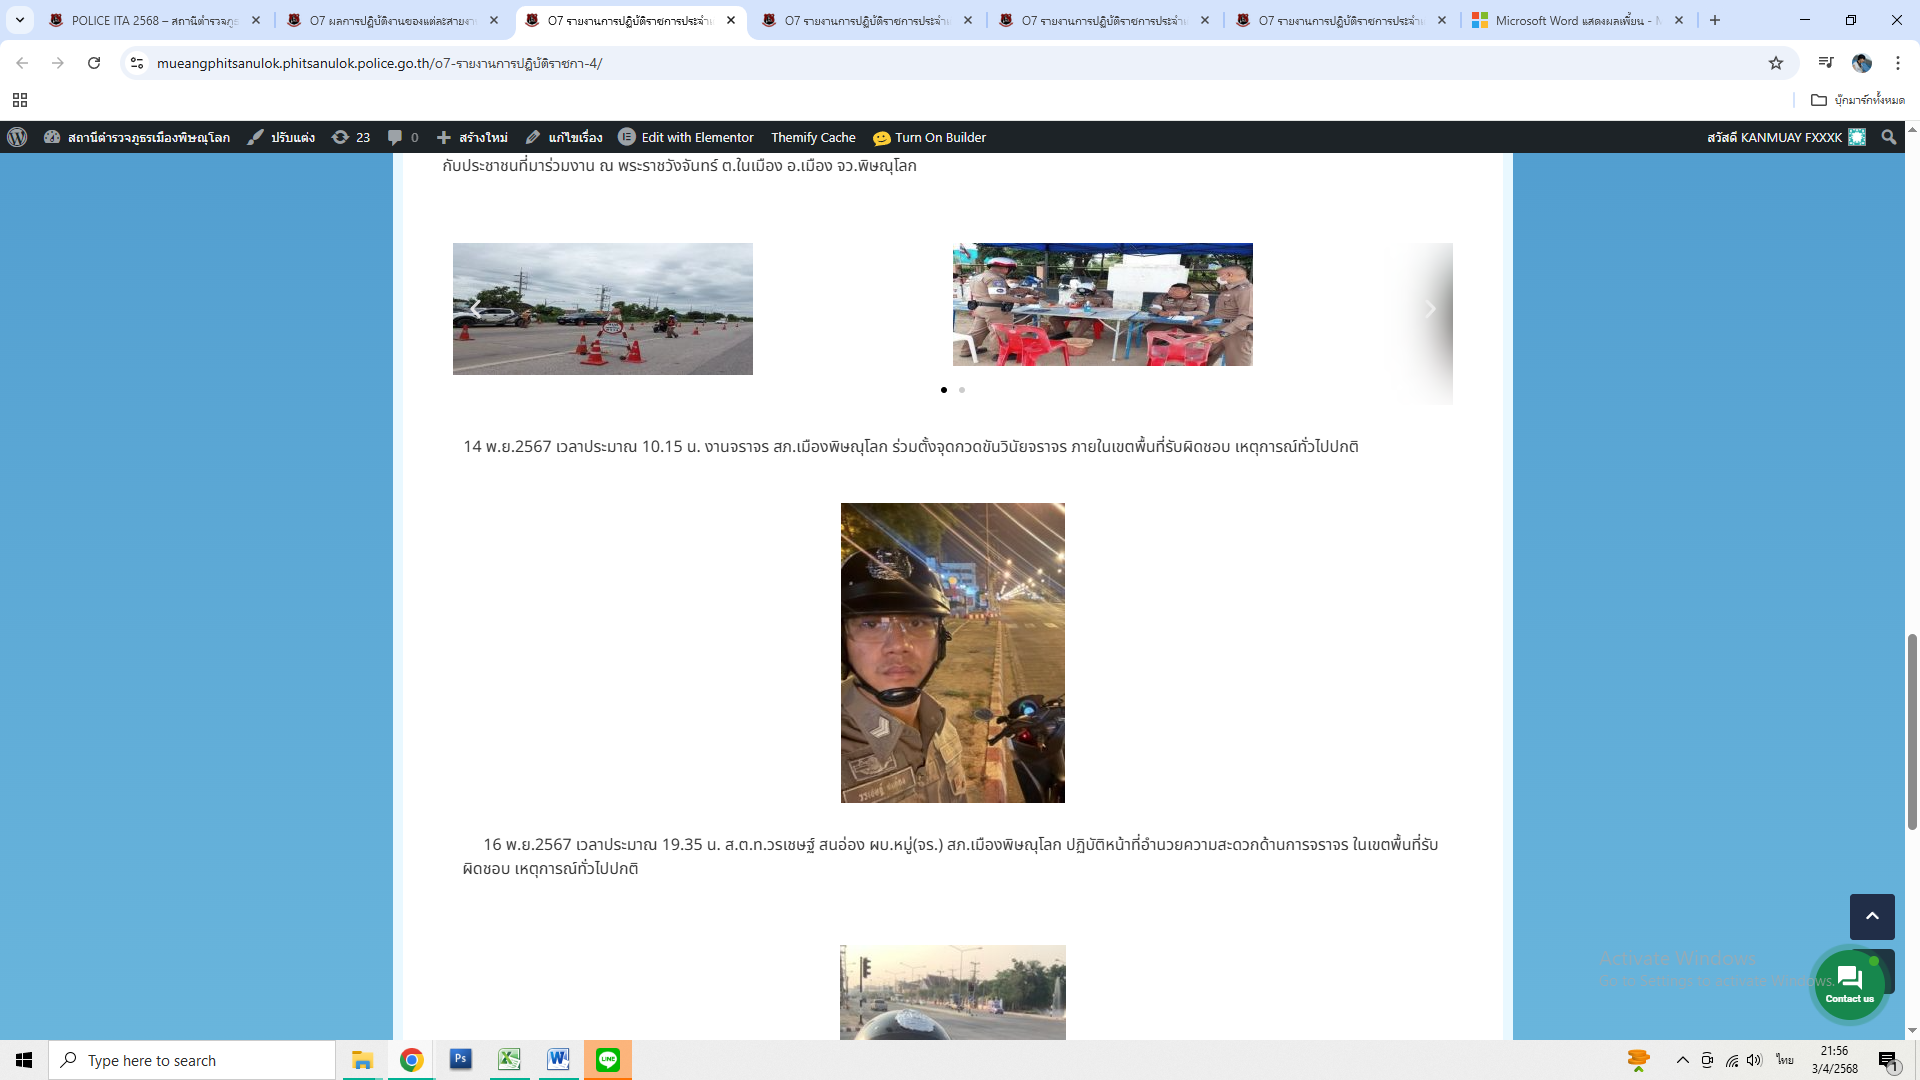 POLICE ITA 2568 – สถานีตำรวจภูธร
O7 ผลการปฏิบัติงานของแต่ละสายงาน
O7 รายงานการปฏิบัติราชการประจำ
O7 รายงานการปฏิบัติราชการประจำ
O7 รายงานการปฏิบัติราชการประจำ
O7 รายงานการปฏิบัติราชการประจำ
Microsoft Word แสดงผลเพี้ยน - M
mueangphitsanulok.phitsanulok.police.go.th/o7-รายงานการปฏิบัติราชกา-4/
บุ๊กมาร์กทั้งหมด
สถานีตำรวจภูธรเมืองพิษณุโลก ปรับแต่ง 23 0 สร้างใหม่ แก้ไขเรื่อง Edit with Elementor Themify Cache Turn On Builder สวัสดี KANMUAY FXXXK
กับประชาชนที่มาร่วมงาน ณ พระราชวังจันทร์ ต.ในเมือง อ.เมือง จว.พิษณุโลก
14 พ.ย.2567 เวลาประมาณ 10.15 น. งานจราจร สภ.เมืองพิษณุโลก ร่วมตั้งจุดกวดขันวินัยจราจร ภายในเขตพื้นที่รับผิดชอบ เหตุการณ์ทั่วไปปกติ
16 พ.ย.2567 เวลาประมาณ 19.35 น. ส.ต.ท.วรเชษฐ์ สนอ่อง ผบ.หมู่(จร.) สภ.เมืองพิษณุโลก ปฏิบัติหน้าที่อำนวยความสะดวกด้านการจราจร ในเขตพื้นที่รับ
ผิดชอบ เหตุการณ์ทั่วไปปกติ
Activate Windows
Go to Settings to activate Windows.
Contact us
Type here to search
Ps
LINE
ไทย
21:56
3/4/2568
1